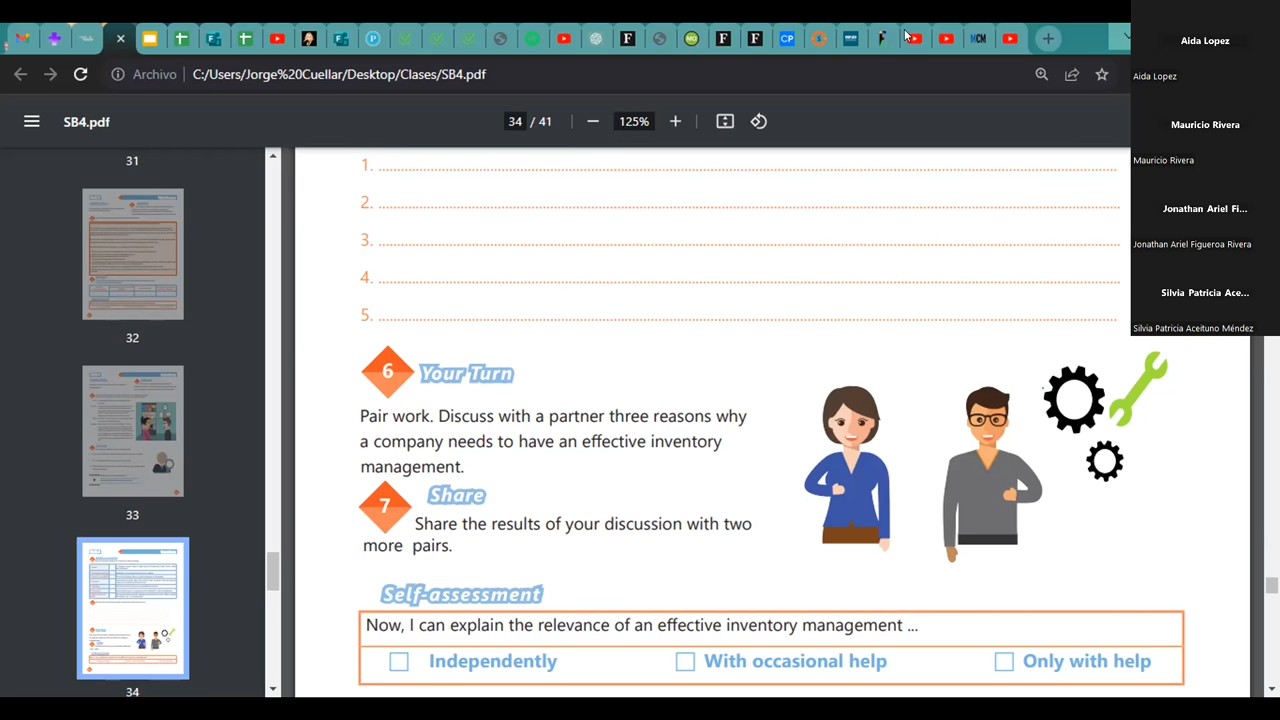 Archivo C:/Users/Jorge%20Cuellar/Desktop/Clases/SB4.pdf
SB4.pdf
34 / 41
125%
31
32
33
34
1.
2.
3.
4.
5.
6 Your Turn
Pair work. Discuss with a partner three reasons why
a company needs to have an effective inventory
management.
7 Share
Share the results of your discussion with two
more pairs.
Self-assessment
Now, I can explain the relevance of an effective inventory management ...
Independently
With occasional help
Only with help
Aida Lopez
Aida Lopez
Mauricio Rivera
Mauricio Rivera
Jonathan Ariel Fi...
Jonathan Ariel Figueroa Rivera
Silvia Patricia Ace...
Silvia Patricia Aceituno Méndez